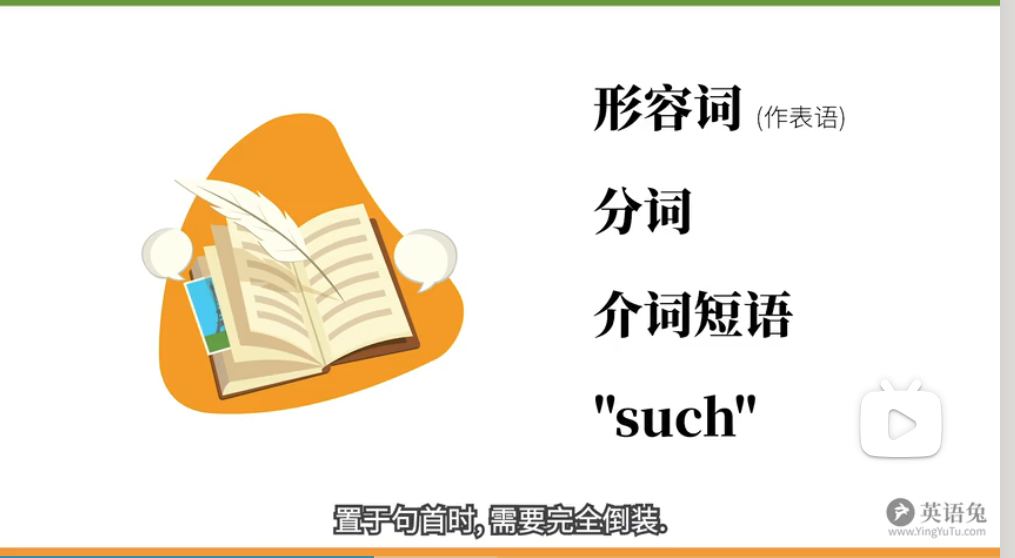 形容词 (作表语)
分词
介词短语
"such"
置于句首时, 需要完全倒装.
英语兔
www.YingYuTu.com